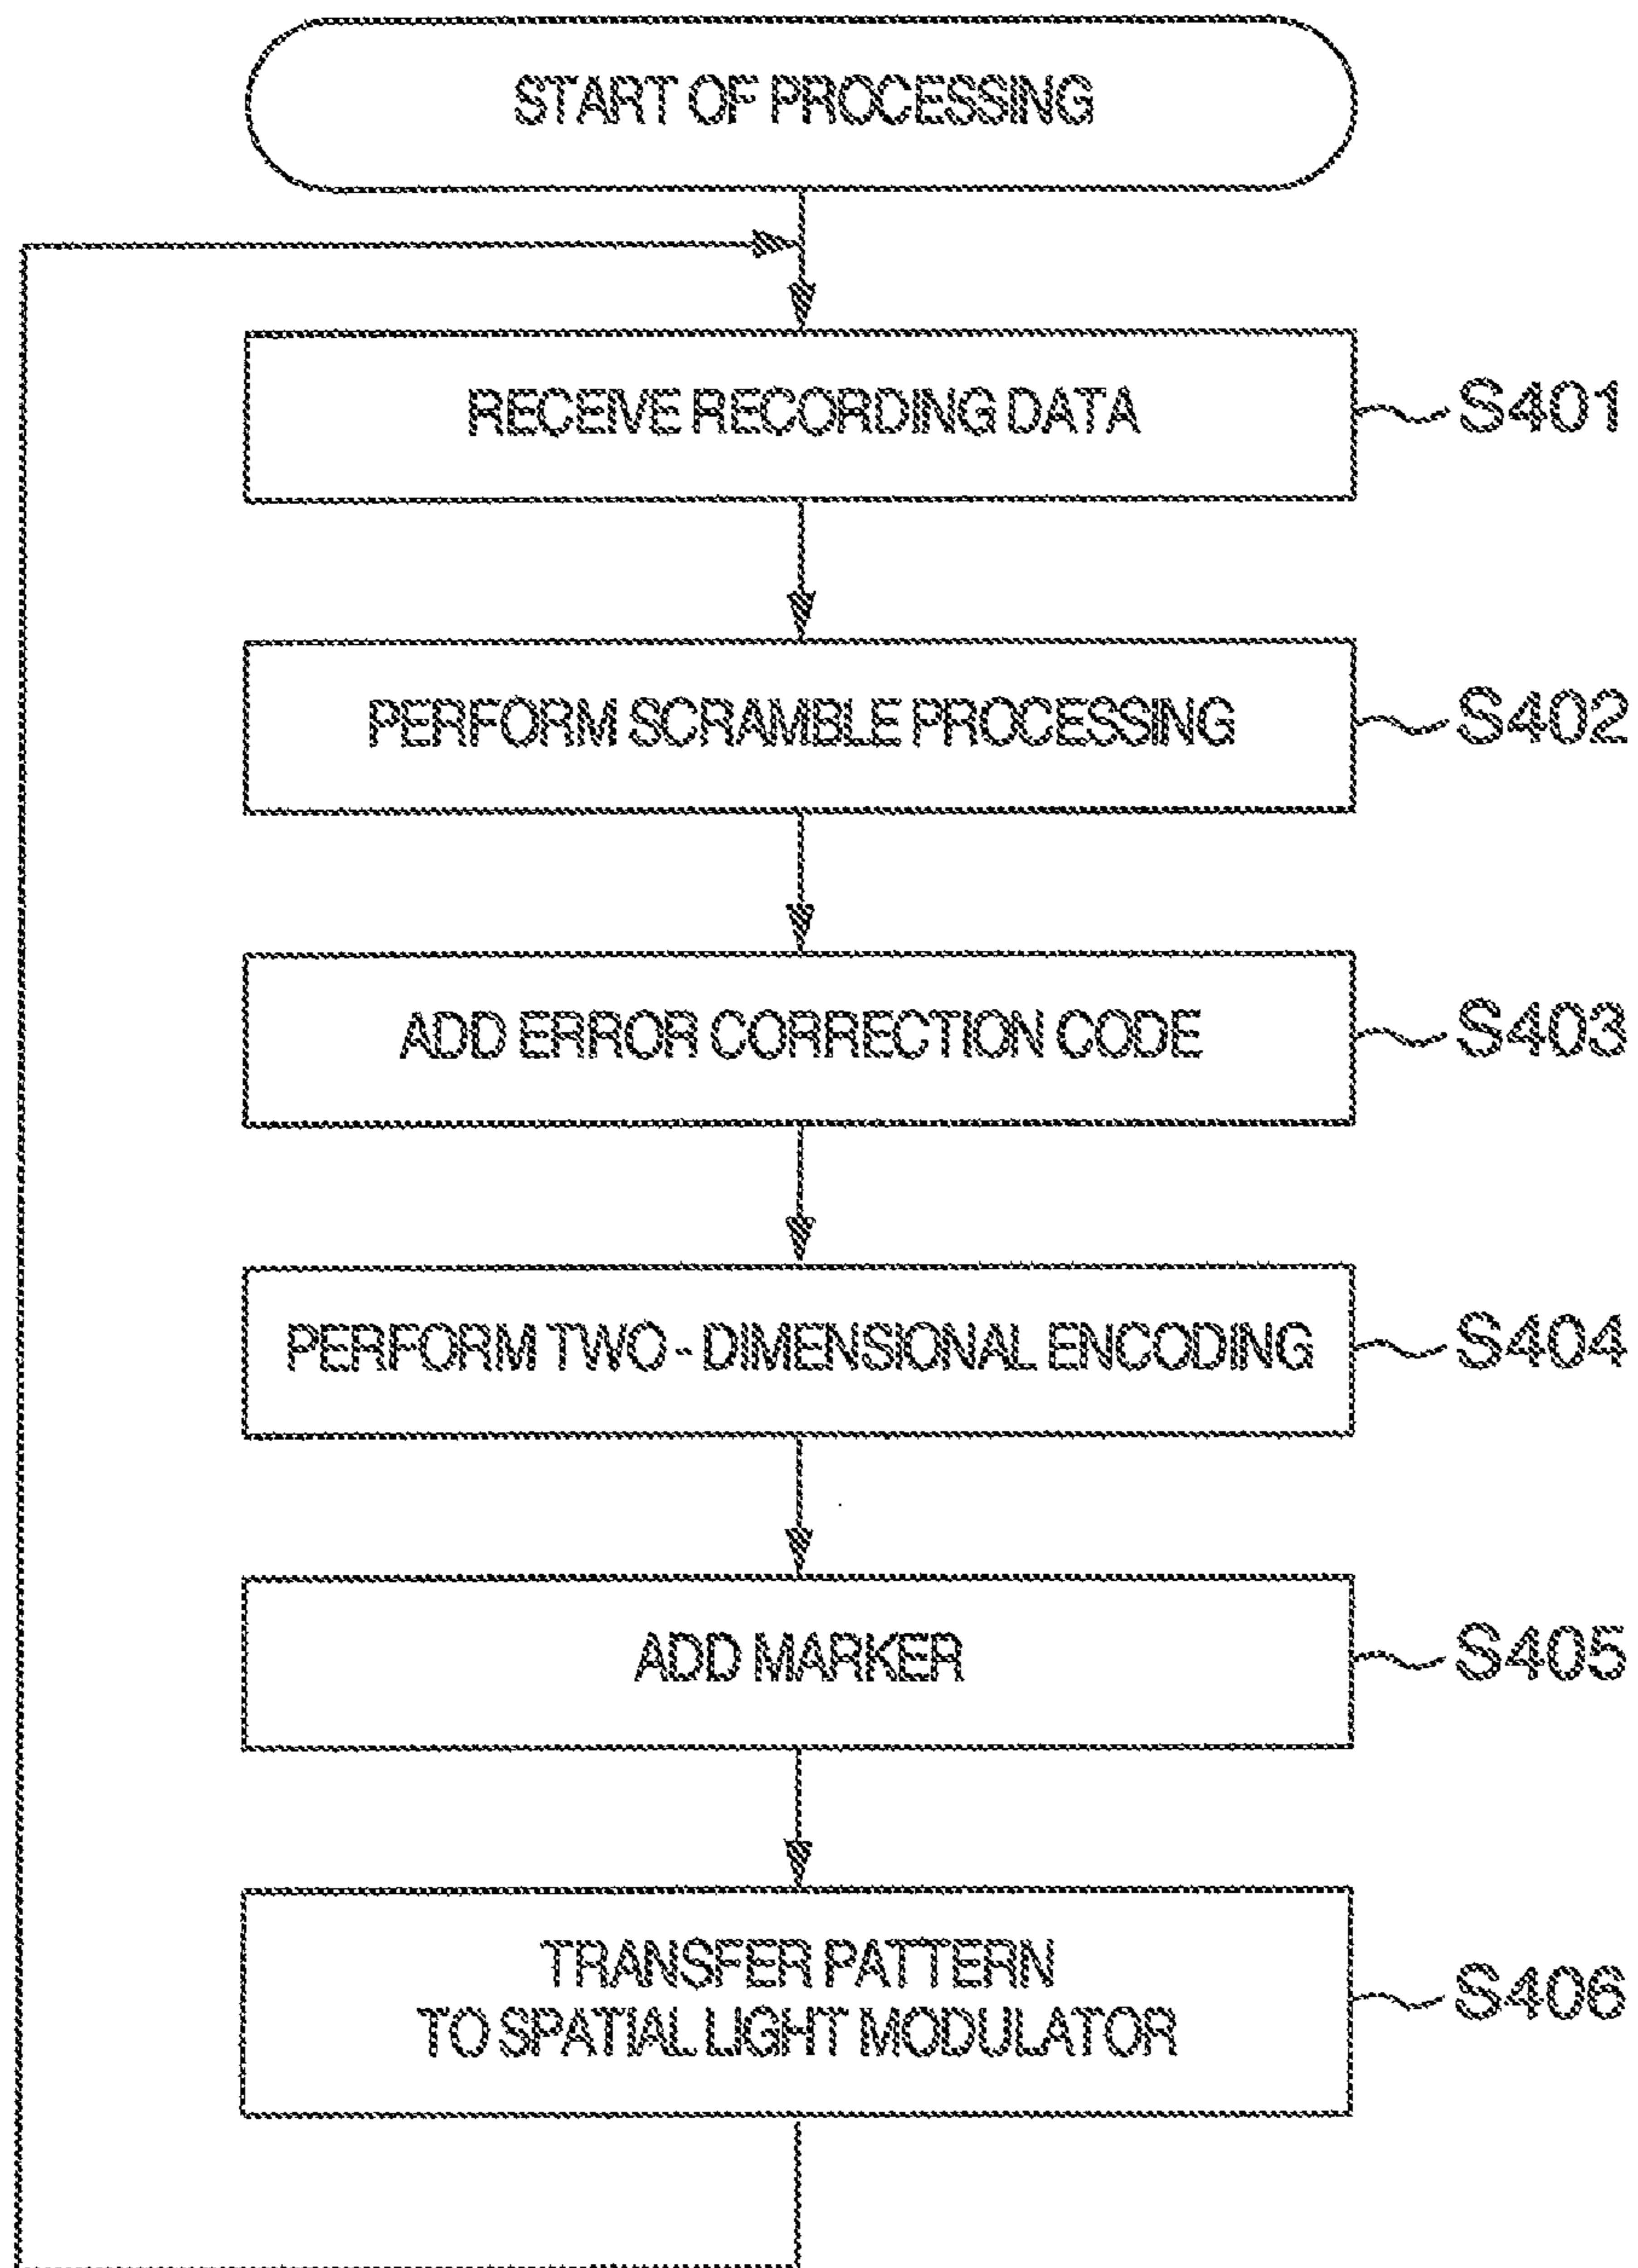 START OF PROCESSING
RECEIVE RECORDING DATA
S401
PERFORM SCRAMBLE PROCESSING
S402
ADD ERROR CORRECTION CODE
S403
PERFORM TWO - DIMENSIONAL ENCODING
S404
ADD MARKER
S405
TRANSFER PATTERN
TO SPATIAL LIGHT MODULATOR
S406